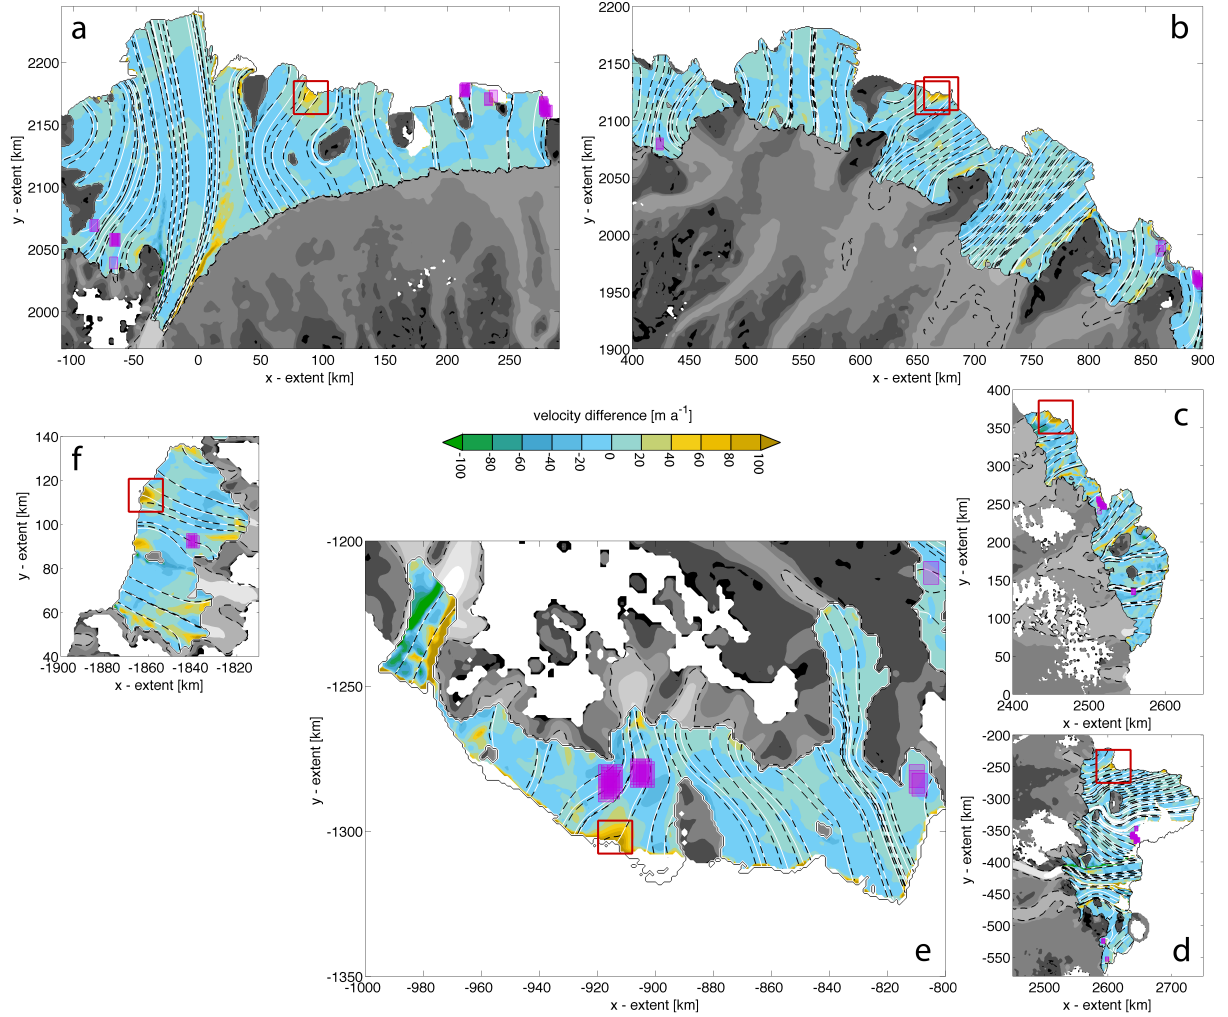 a
2200
2150
2100
2050
2000
y - extent [km]
-100 -50 0 50 100 150 200 250
x - extent [km]
b
2200
2150
2100
2050
2000
1950
1900
y - extent [km]
400 450 500 550 600 650 700 750 800 850 900
x - extent [km]
velocity difference [m a-1]
-100 -80 -60 -40 -20 0 20 40 60 80 100
f
140
120
100
80
60
40
y - extent [km]
-1900 -1880 -1860 -1840 -1820
x - extent [km]
c
400
350
300
250
200
150
100
50
0
y - extent [km]
2400 2500 2600
x - extent [km]
e
-1200
-1250
-1300
-1350
y - extent [km]
-1000 -980 -960 -940 -920 -900 -880 -860 -840 -820 -800
x - extent [km]
d
-200
-250
-300
-350
-400
-450
-500
-550
y - extent [km]
2500 2600 2700
x - extent [km]